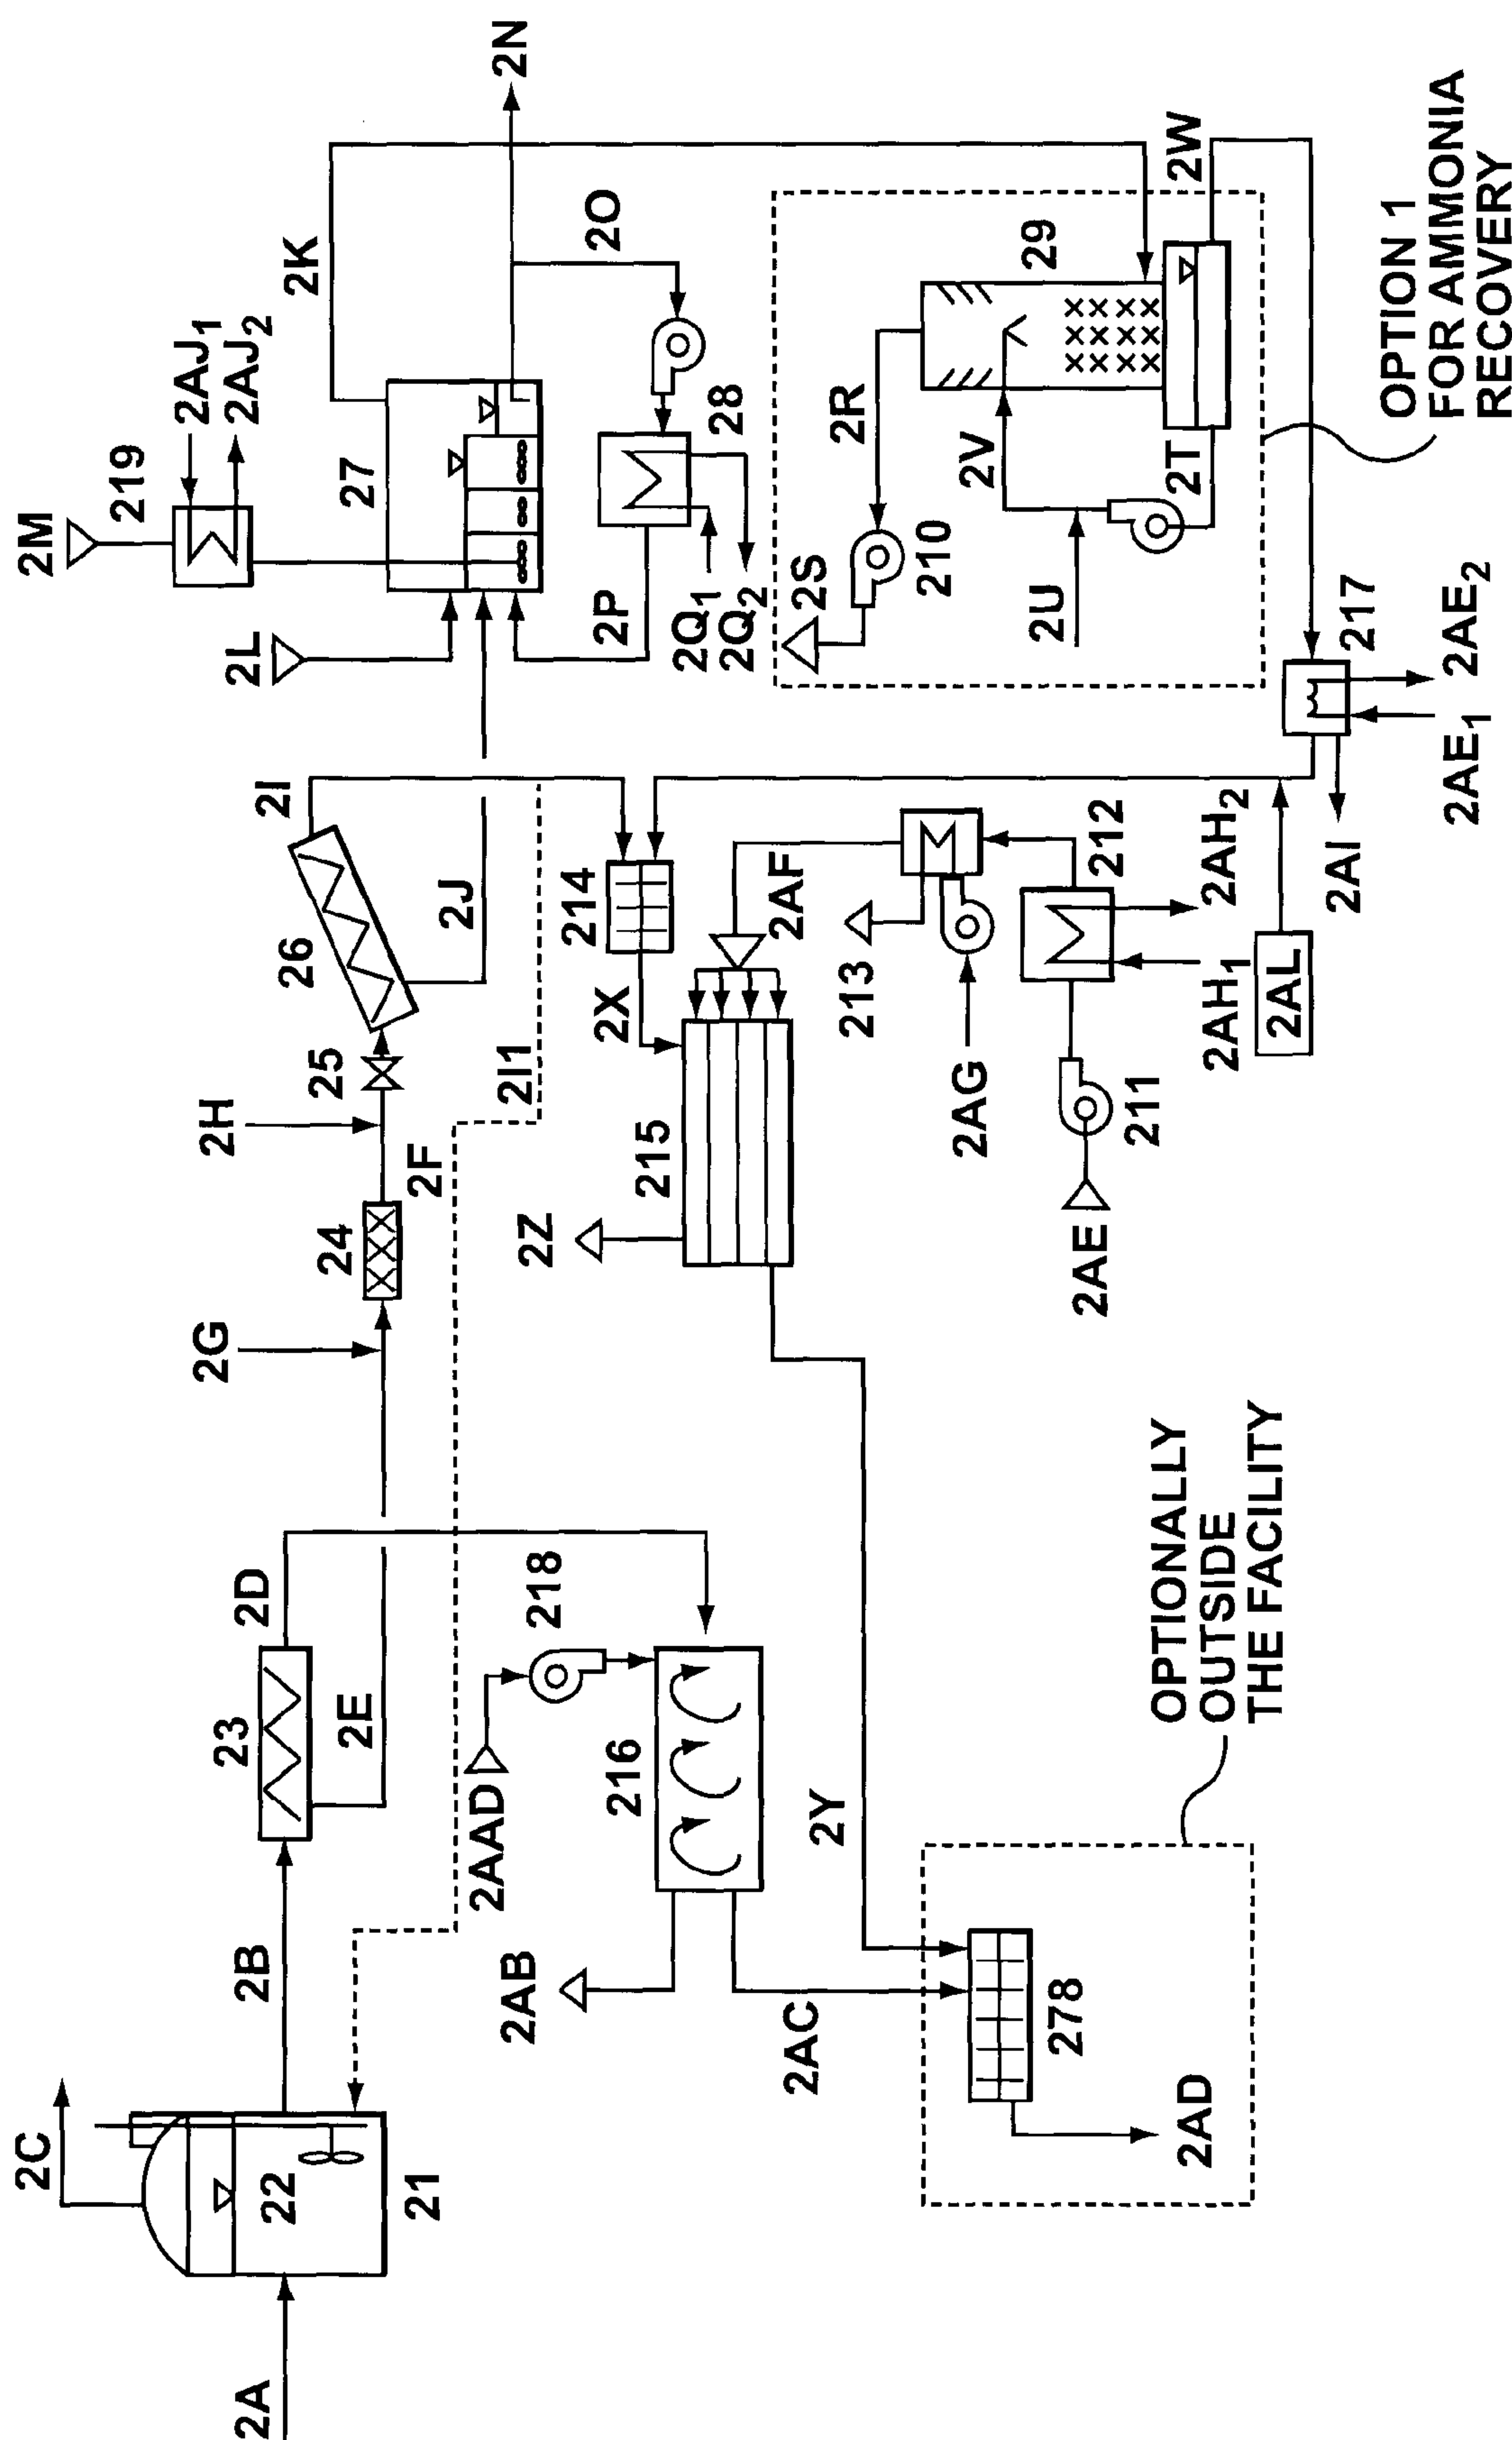 2A
2C
22
21
2B
23
2D
2E
2G
24
2F
2H
25
26
2I
2J
2I1
2M
219
2AJ1
2AJ2
2L
27
2K
2N
2O
28
2P
2Q1
2Q2
2R
2S
210
29
2V
2U
2T
2W
OPTION 1
FOR AMMONIA
RECOVERY
217
2AE1
2AE2
2AI
214
2X
2AF
213
212
2AG
2AH1
2AH2
2AL
211
2AE
215
2Z
218
2AAD
216
2AB
2AC
2Y
278
2AD
OPTIONALLY
OUTSIDE
THE FACILITY